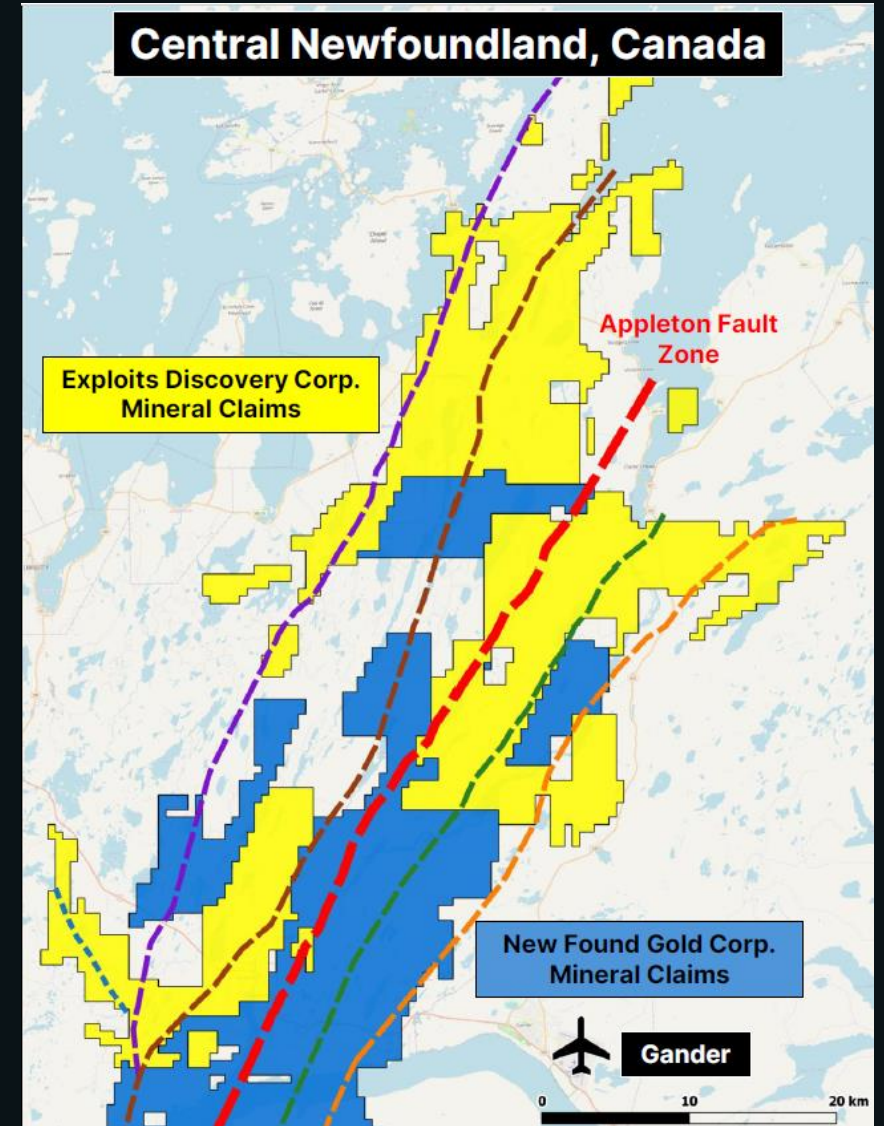 Central Newfoundland, Canada
Appleton Fault
Zone
Exploits Discovery Corp.
Mineral Claims
New Found Gold Corp.
Mineral Claims
Gander
0 10 20 km